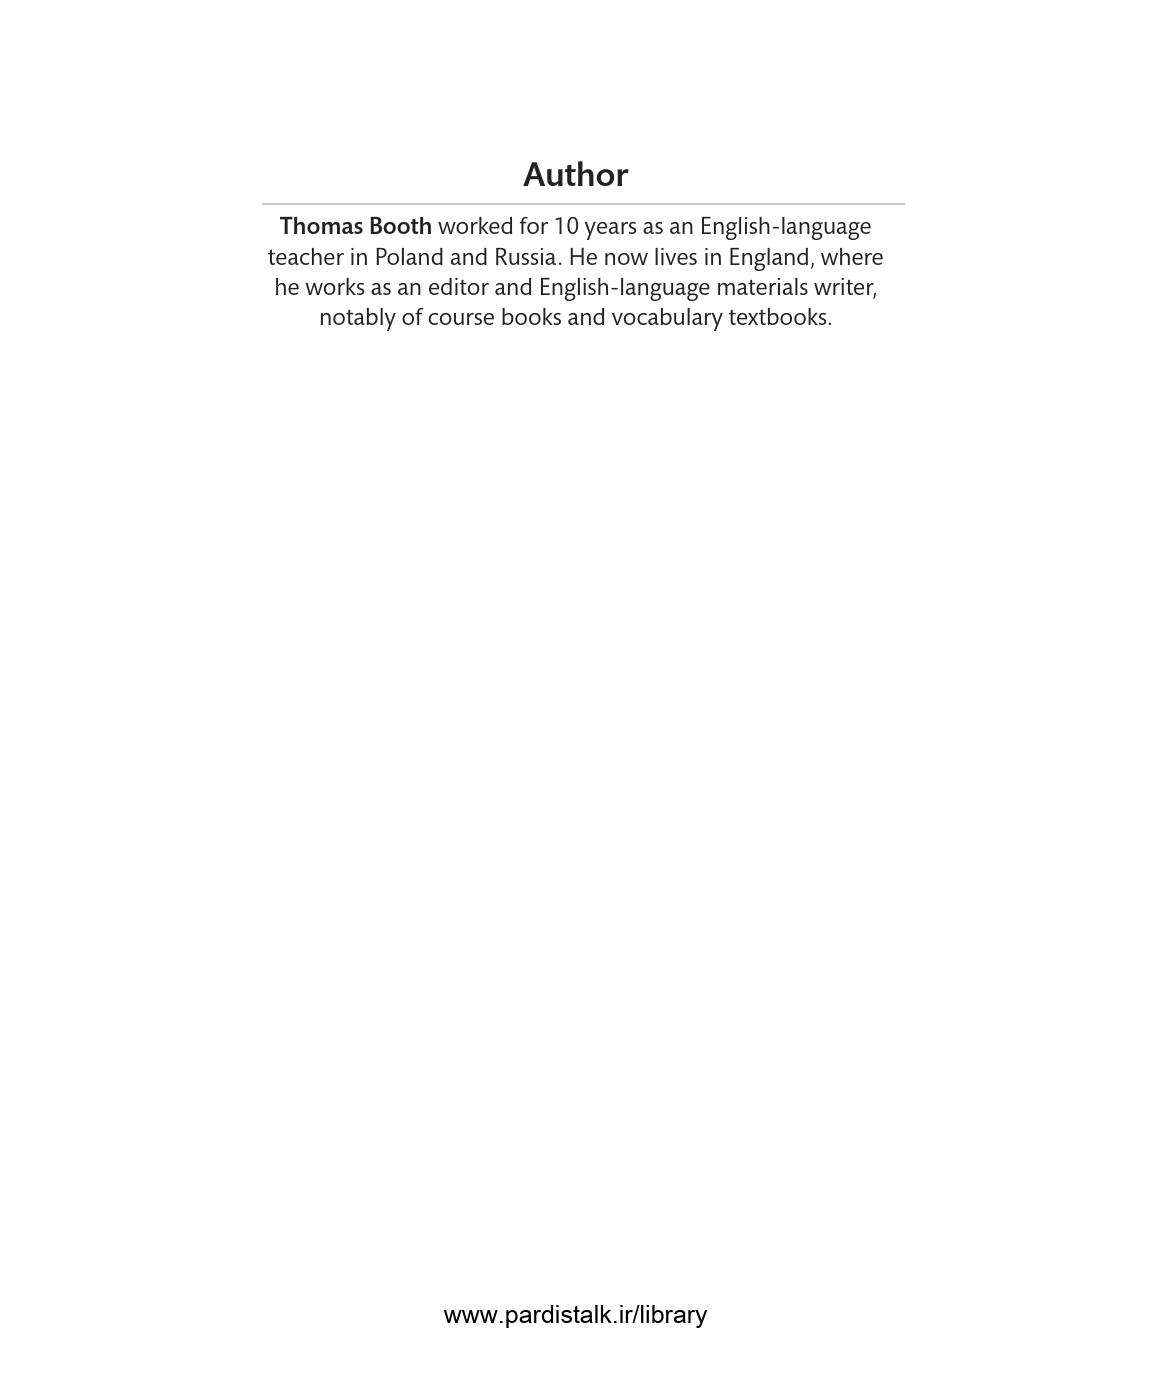 Author
Thomas Booth worked for 10 years as an English-language
teacher in Poland and Russia. He now lives in England, where
he works as an editor and English-language materials writer,
notably of course books and vocabulary textbooks.
www.pardistalk.ir/library